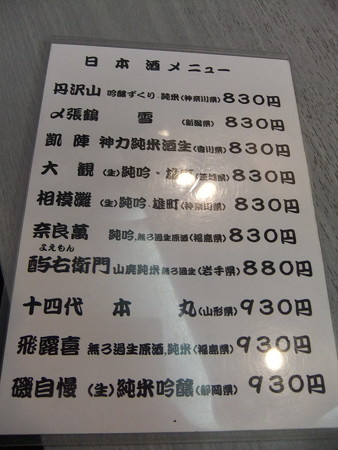 日本酒メニュー
丹沢山 吟醸ずくり、純米(神奈川県)830円
〆張鶴 雪 (新潟県) 830円
凱陣 神力純米酒生(香川県)830円
大観(生)純吟・雄町(茨城県)830円
相模灘(生)純吟・雄町(神奈川県)830円
奈良萬 純吟,無ろ過生原酒(福島県)830円
よえもん
酉与右衛門 山廃純米 無ろ過生(岩手県)880円
十四代 本丸(山形県)930円
飛露喜 無ろ過生原酒,純米(福島県)930円
磯自慢(生)純米吟醸(静岡県)930円